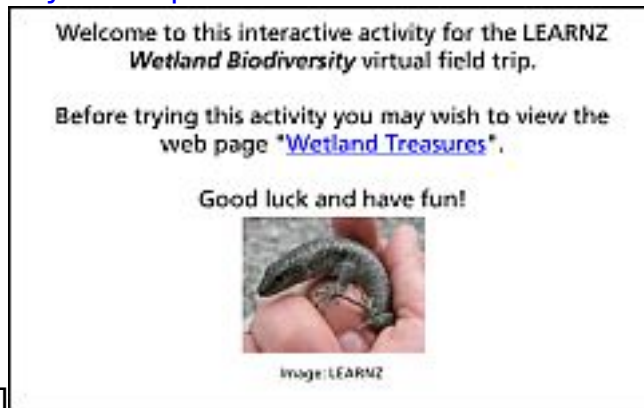 Welcome to this interactive activity for the LEARNZ
Wetland Biodiversity virtual field trip.
Before trying this activity you may wish to view the
web page "Wetland Treasures".
Good luck and have fun!
Image: LEARNZ